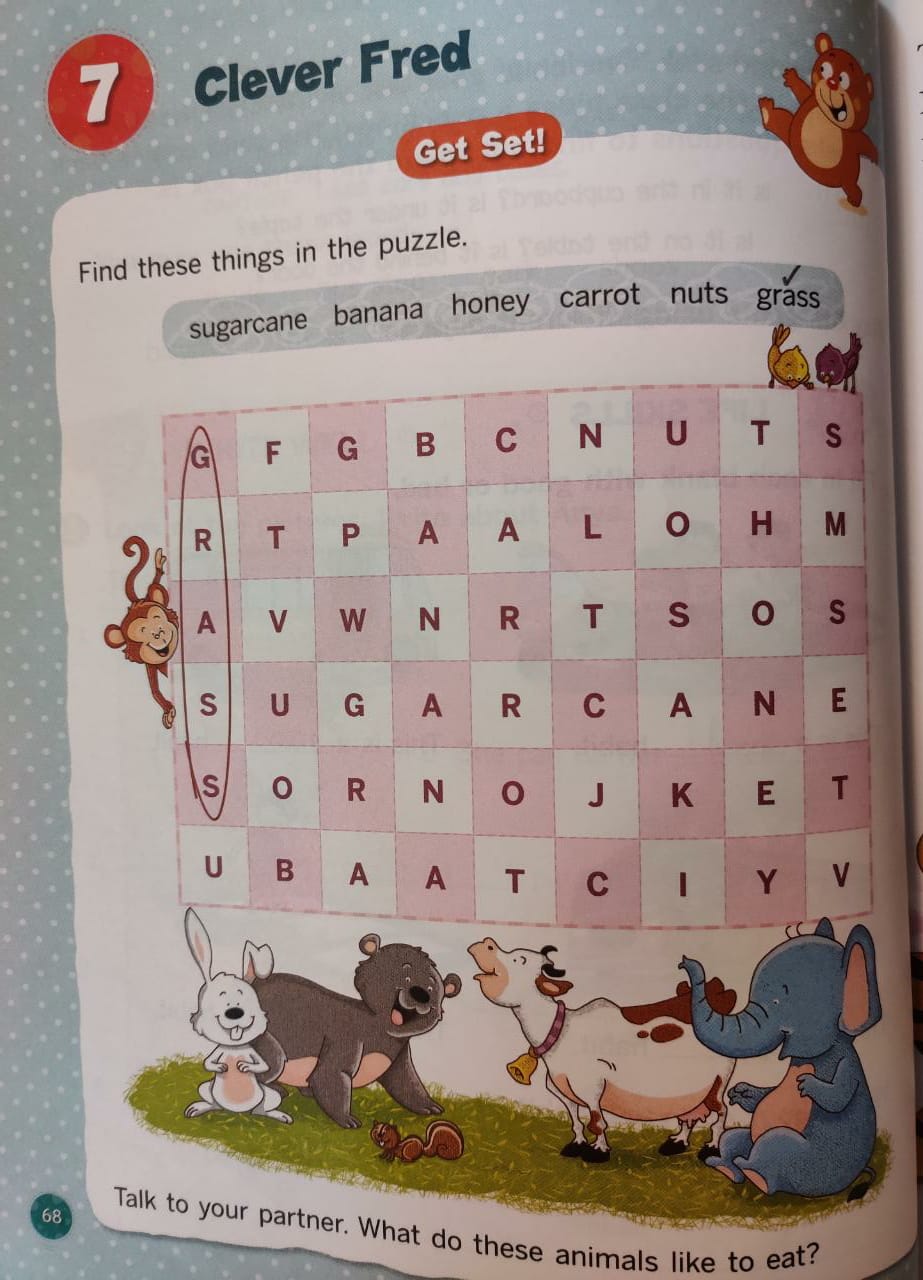 7
Clever Fred
Get Set!
Find these things in the puzzle.
sugarcane banana honey carrot nuts grass
G F G B C N U T S
R T P A A L O H M
A V W N R T S O S
S U G A R C A N E
S O R N O J K E T
U B A A T C I Y V
68
Talk to your partner. What do these animals like to eat?